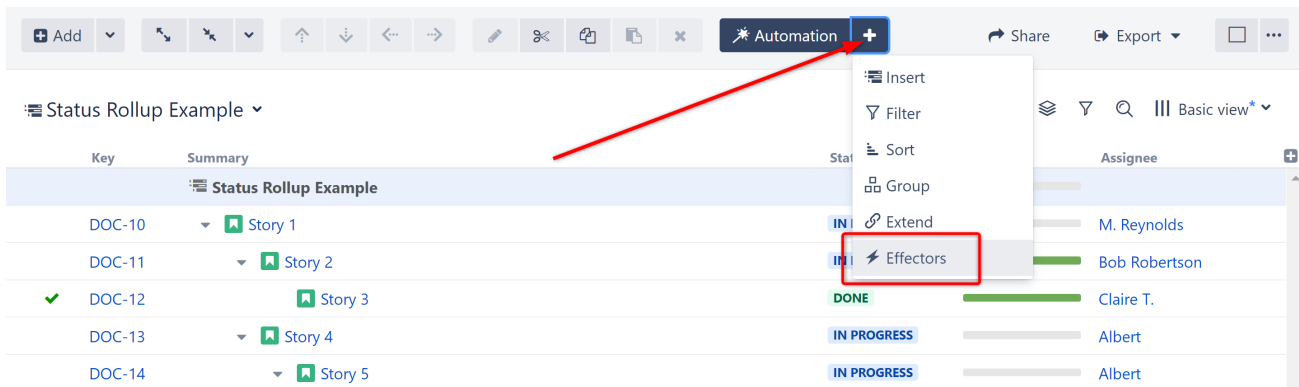 Add Automation Share Export
Insert
Status Rollup Example Filter Basic view*
Key Summary Sort Assignee
Status Rollup Example Group
DOC-10 Story 1 Extend M. Reynolds
DOC-11 Story 2 Effectors Bob Robertson
DOC-12 Story 3 DONE Claire T.
DOC-13 Story 4 IN PROGRESS Albert
DOC-14 Story 5 IN PROGRESS Albert